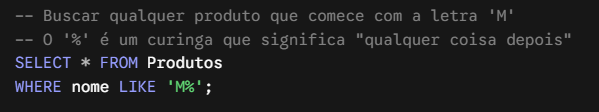 -- Buscar qualquer produto que comece com a letra 'M'
-- O '%' é um curinga que significa "qualquer coisa depois"
SELECT * FROM Produtos
WHERE nome LIKE 'M%';